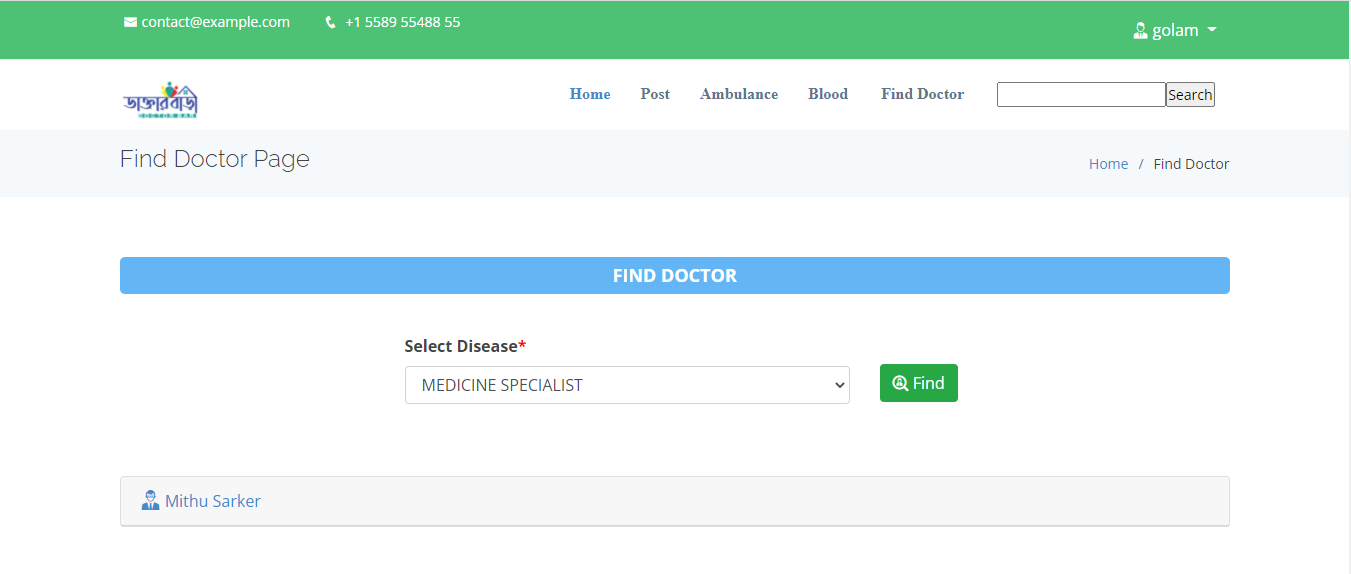 contact@example.com +1 5589 55488 55 golam
ডাক্তারবাড়ী
Home Post Ambulance Blood Find Doctor Search
Find Doctor Page
Home / Find Doctor
FIND DOCTOR
Select Disease*
MEDICINE SPECIALIST Find
Mithu Sarker